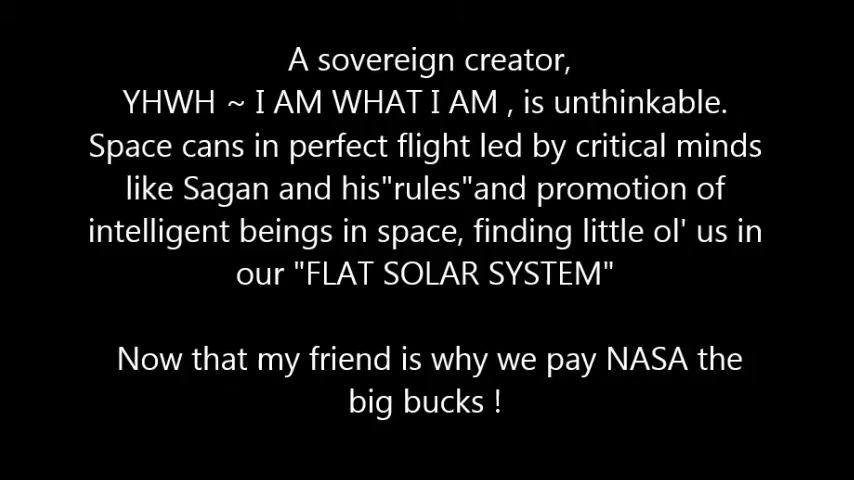 A sovereign creator,
YHWH ~ I AM WHAT I AM , is unthinkable.
Space cans in perfect flight led by critical minds
like Sagan and his"rules"and promotion of
intelligent beings in space, finding little ol' us in
our "FLAT SOLAR SYSTEM"
Now that my friend is why we pay NASA the
big bucks !